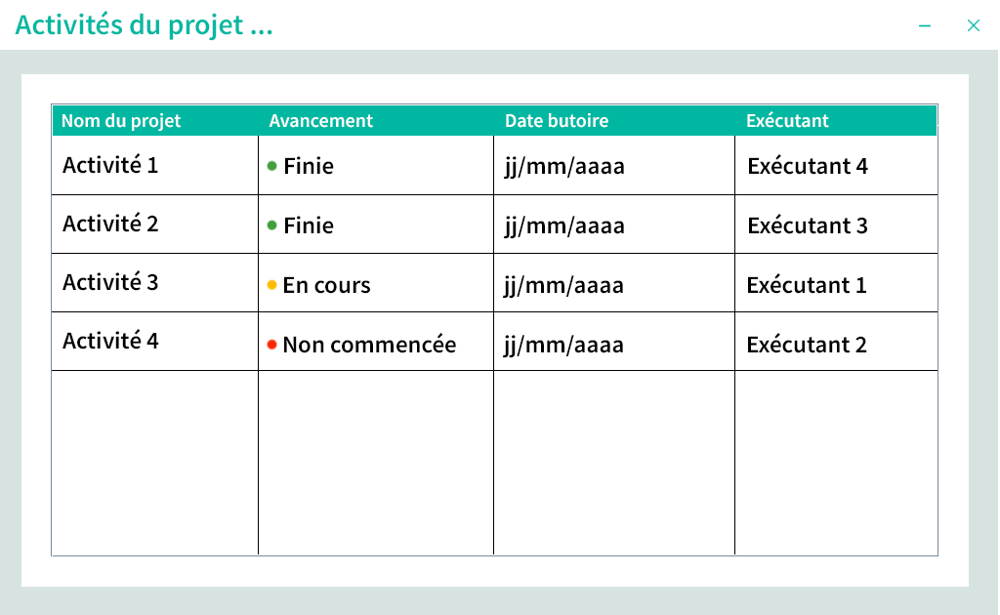 Activités du projet ...
Nom du projet Avancement Date butoire Exécutant
Activité 1 Finie jj/mm/aaaa Exécutant 4
Activité 2 Finie jj/mm/aaaa Exécutant 3
Activité 3 En cours jj/mm/aaaa Exécutant 1
Activité 4 Non commencée jj/mm/aaaa Exécutant 2